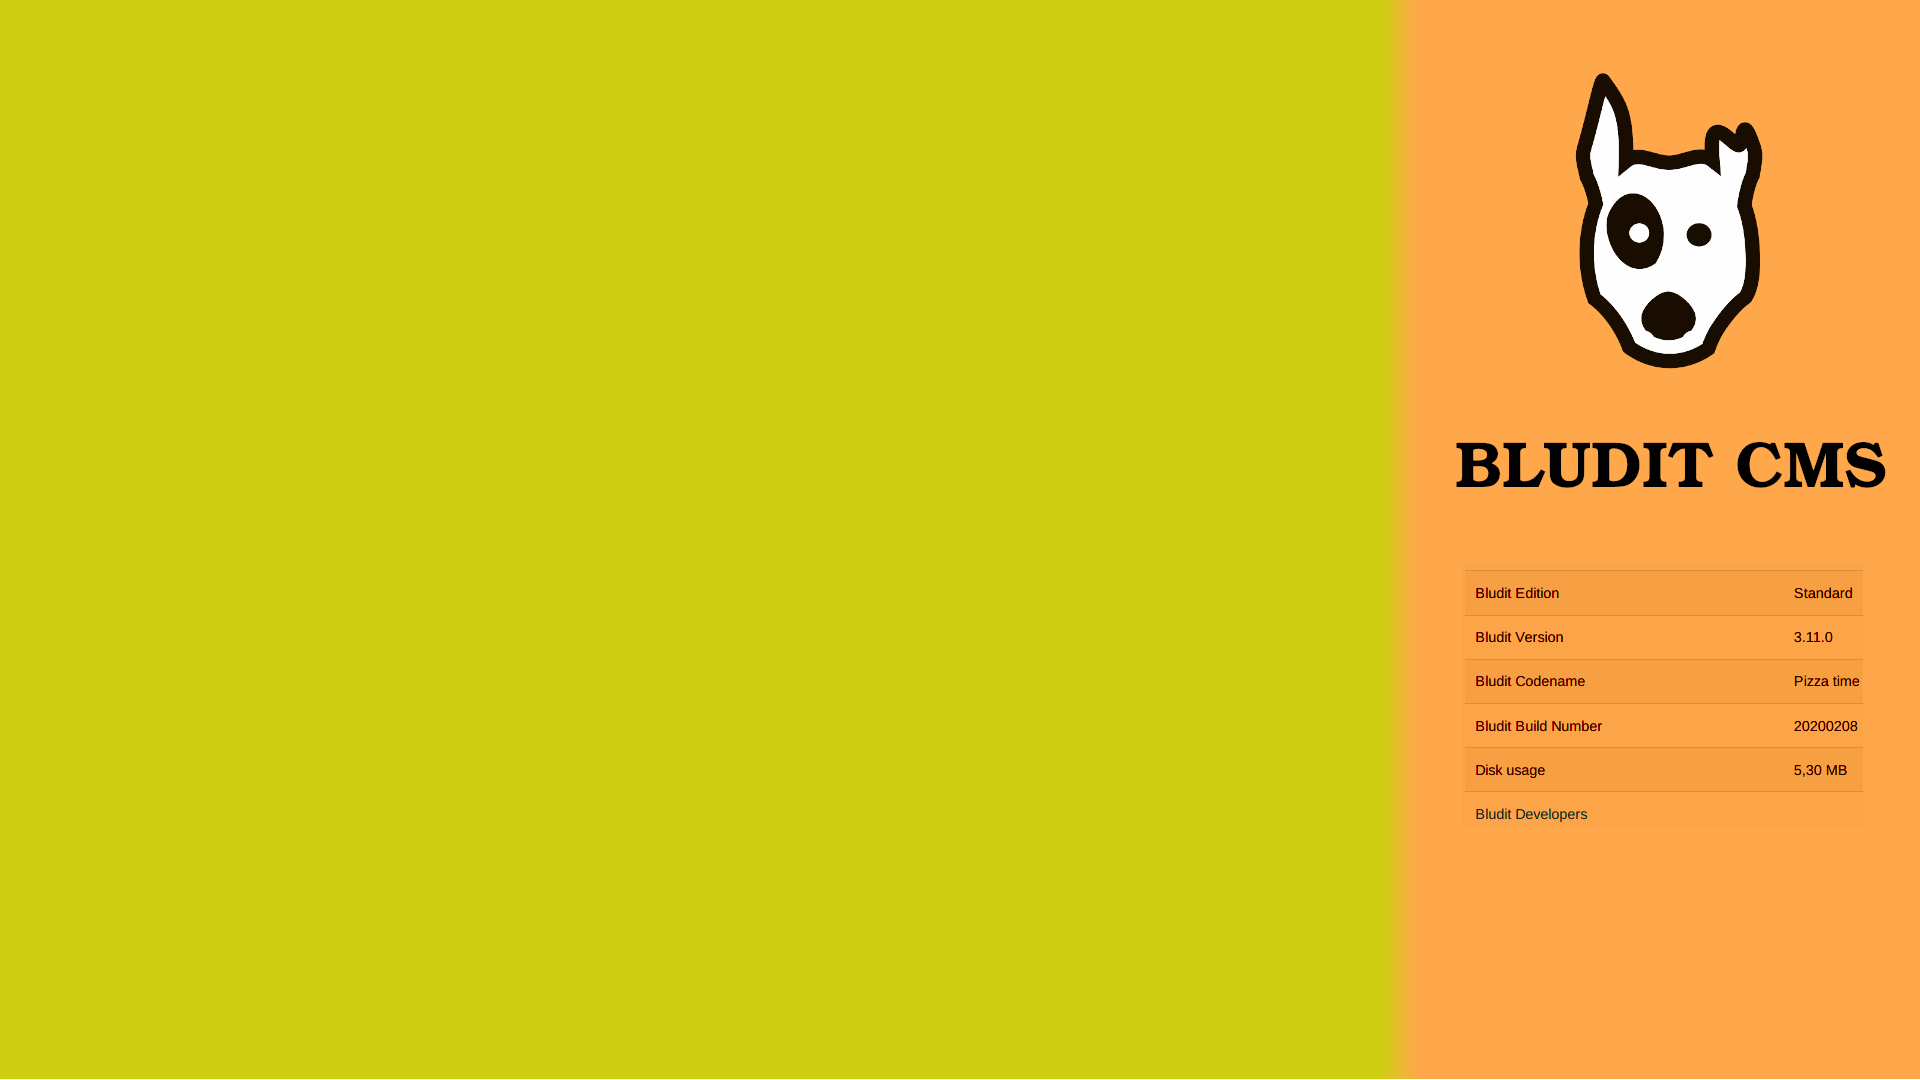 BLUDIT CMS
Bludit Edition Standard
Bludit Version 3.11.0
Bludit Codename Pizza time
Bludit Build Number 20200208
Disk usage 5,30 MB
Bludit Developers